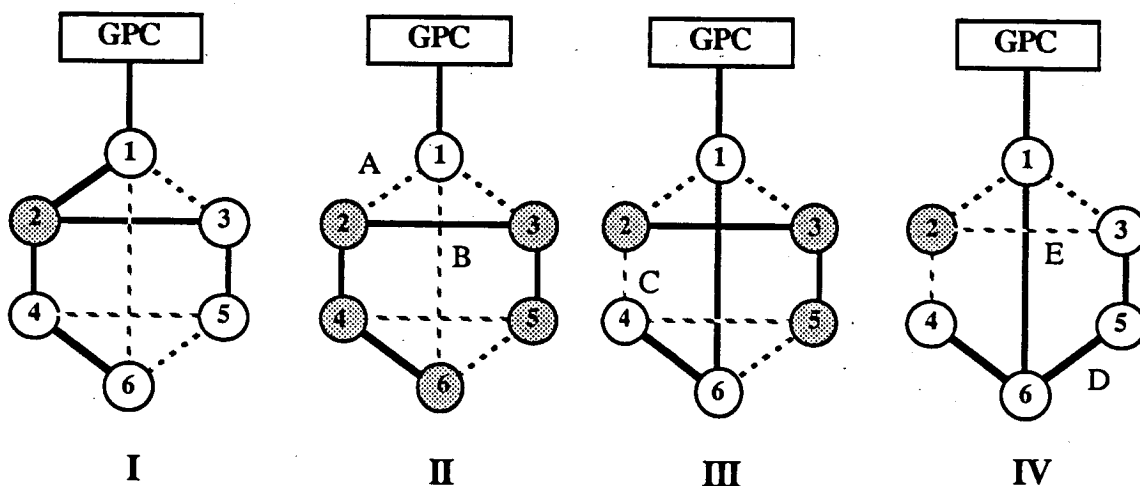 GPC GPC GPC GPC
1 1 1 1
A
2 3 2 3 2 3 2 3
B E
C
4 5 4 5 4 5 4 5
D
6 6 6 6
I II III IV